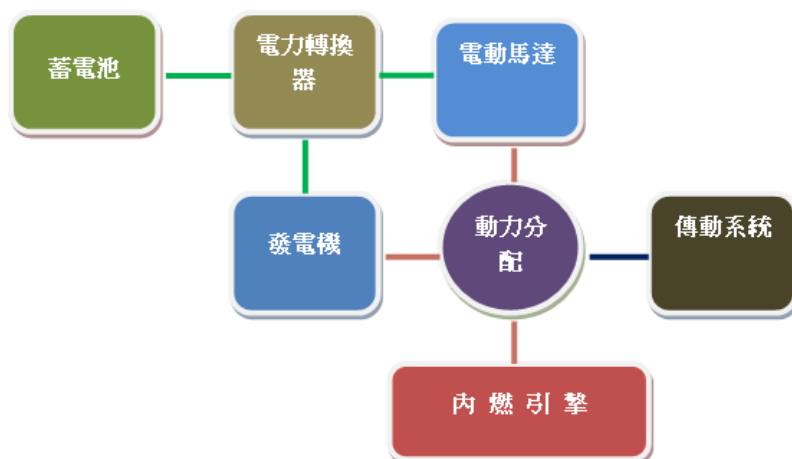 蓄電池
電力轉換
器
電動馬達
發電機
動力分
配
傳動系統
內 燃 引 擎